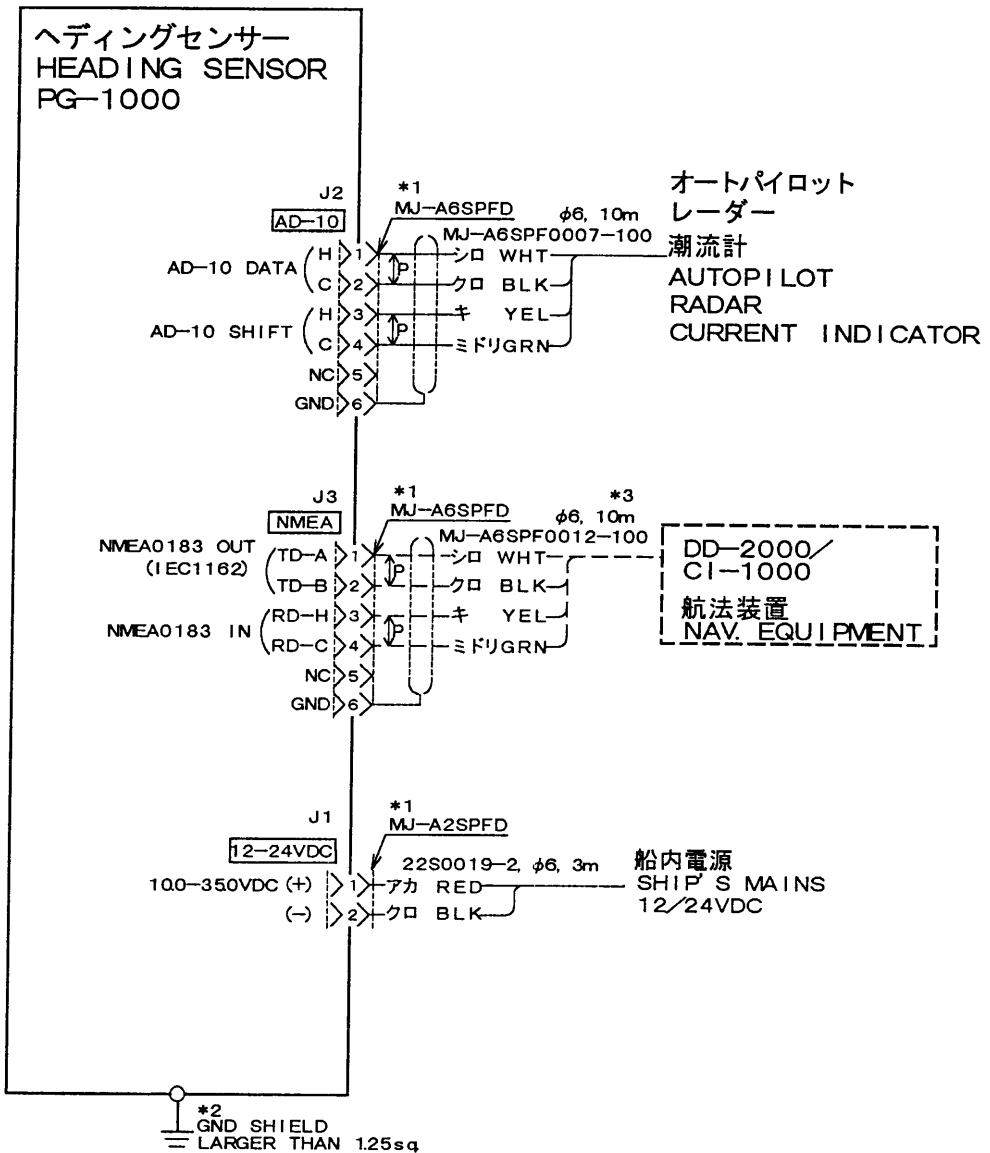 ヘディングセンサー
HEADING SENSOR
PG-1000
J2
AD-10
*1
MJ-A6SPFD
φ6, 10m
MJ-A6SPF0007-100
AD-10 DATA
H 1 P シロ WHT
C 2 クロ BLK
AD-10 SHIFT
H 3 P キ YEL
C 4 ミドリ GRN
NC 5
GND 6
オートパイロット
レーダー
潮流計
AUTOPILOT
RADAR
CURRENT INDICATOR
J3
NMEA
*1
MJ-A6SPFD
*3
φ6, 10m
MJ-A6SPF0012-100
NMEA0183 OUT
(IEC1162)
TD-A 1 P シロ WHT
TD-B 2 クロ BLK
NMEA0183 IN
RD-H 3 P キ YEL
RD-C 4 ミドリ GRN
NC 5
GND 6
DD-2000/
CI-1000
航法装置
NAV. EQUIPMENT
J1
12-24VDC
*1
MJ-A2SPFD
22S0019-2, φ6, 3m
10.0-35.0VDC (+) 1 アカ RED
(-) 2 クロ BLK
船内電源
SHIP'S MAINS
12/24VDC
*2
GND SHIELD
LARGER THAN 1.25sq